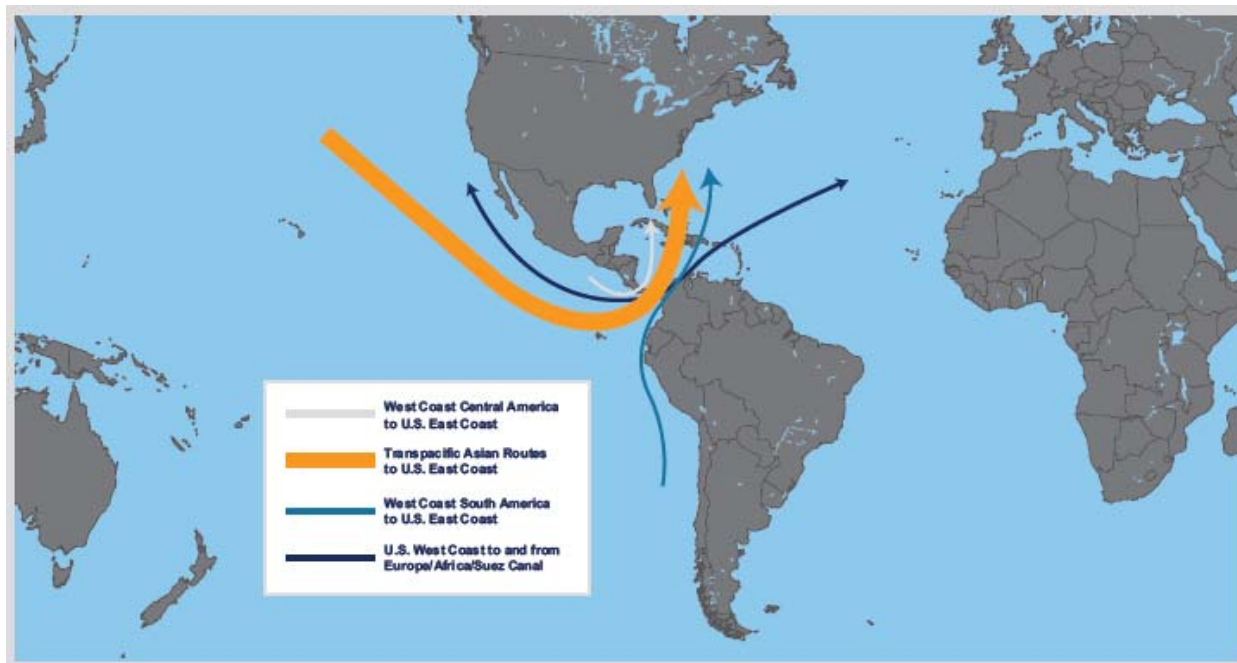 West Coast Central America
to U.S. East Coast
Transpacific Asian Routes
to U.S. East Coast
West Coast South America
to U.S. East Coast
U.S. West Coast to and from
Europe/Africa/Suez Canal